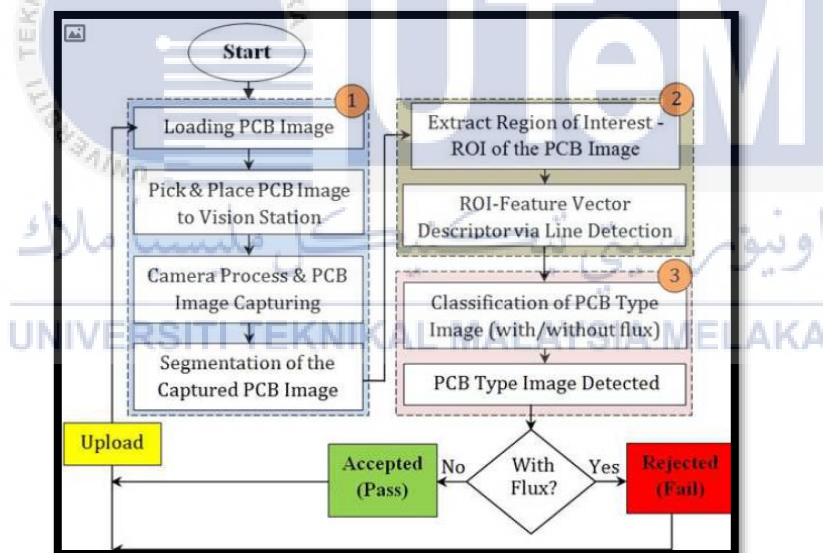 UTeM
Start
1
Loading PCB Image
Pick & Place PCB Image
to Vision Station
Camera Process & PCB
Image Capturing
Segmentation of the
Captured PCB Image
2
Extract Region of Interest -
ROI of the PCB Image
ROI-Feature Vector
Descriptor via Line Detection
3
Classification of PCB Type
Image (with/without flux)
PCB Type Image Detected
Upload
Accepted
(Pass)
No
With
Flux?
Yes
Rejected
(Fail)
UNIVERSITI TEKNIKAL MALAYSIA MELAKA